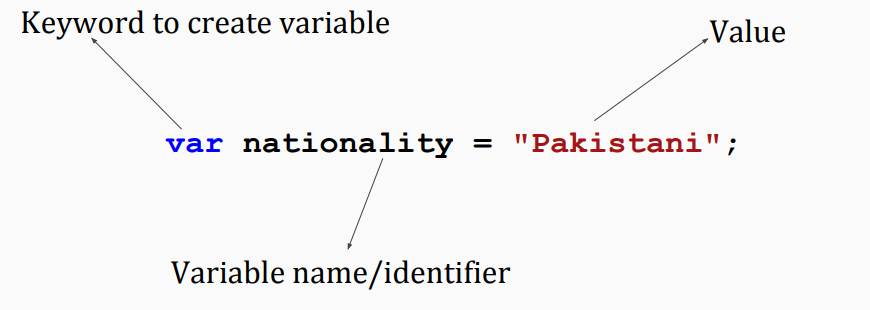 Keyword to create variable
Value
var nationality = "Pakistani";
Variable name/identifier